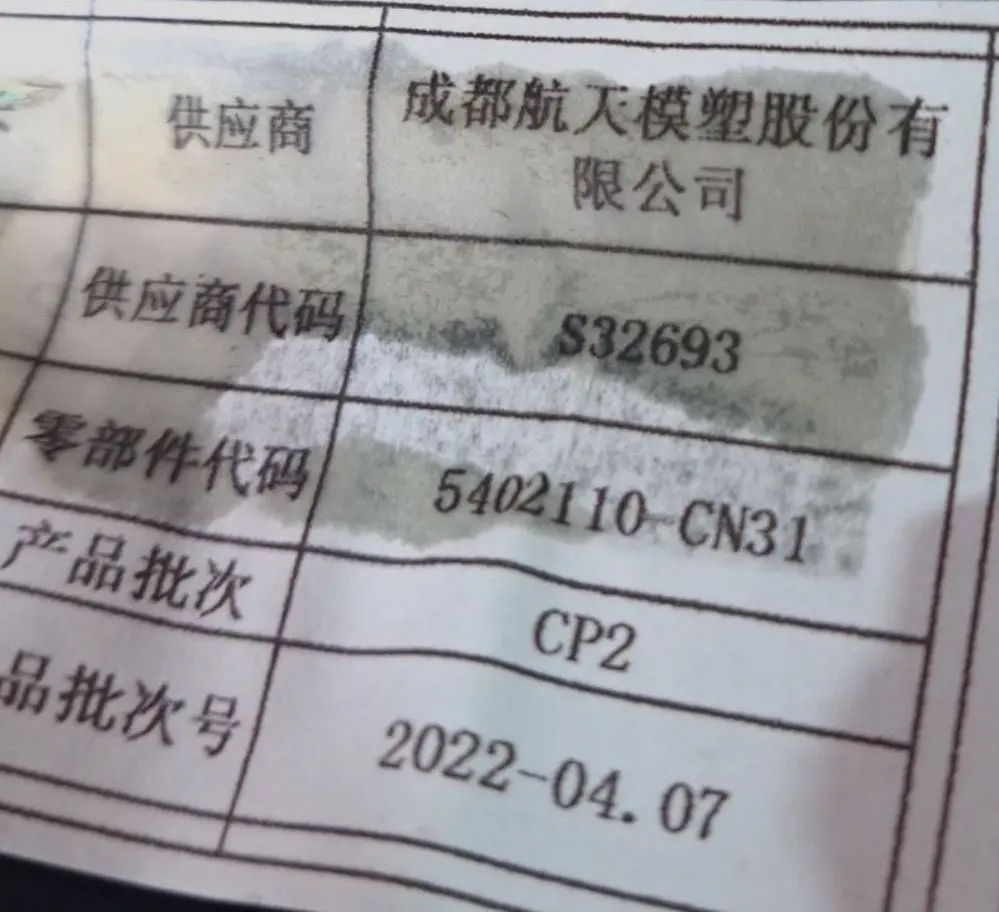 供应商
成都航天模塑股份有
限公司
供应商代码
S32693
零部件代码
5402110-CN31
产品批次
CP2
品批次号
2022-04.07